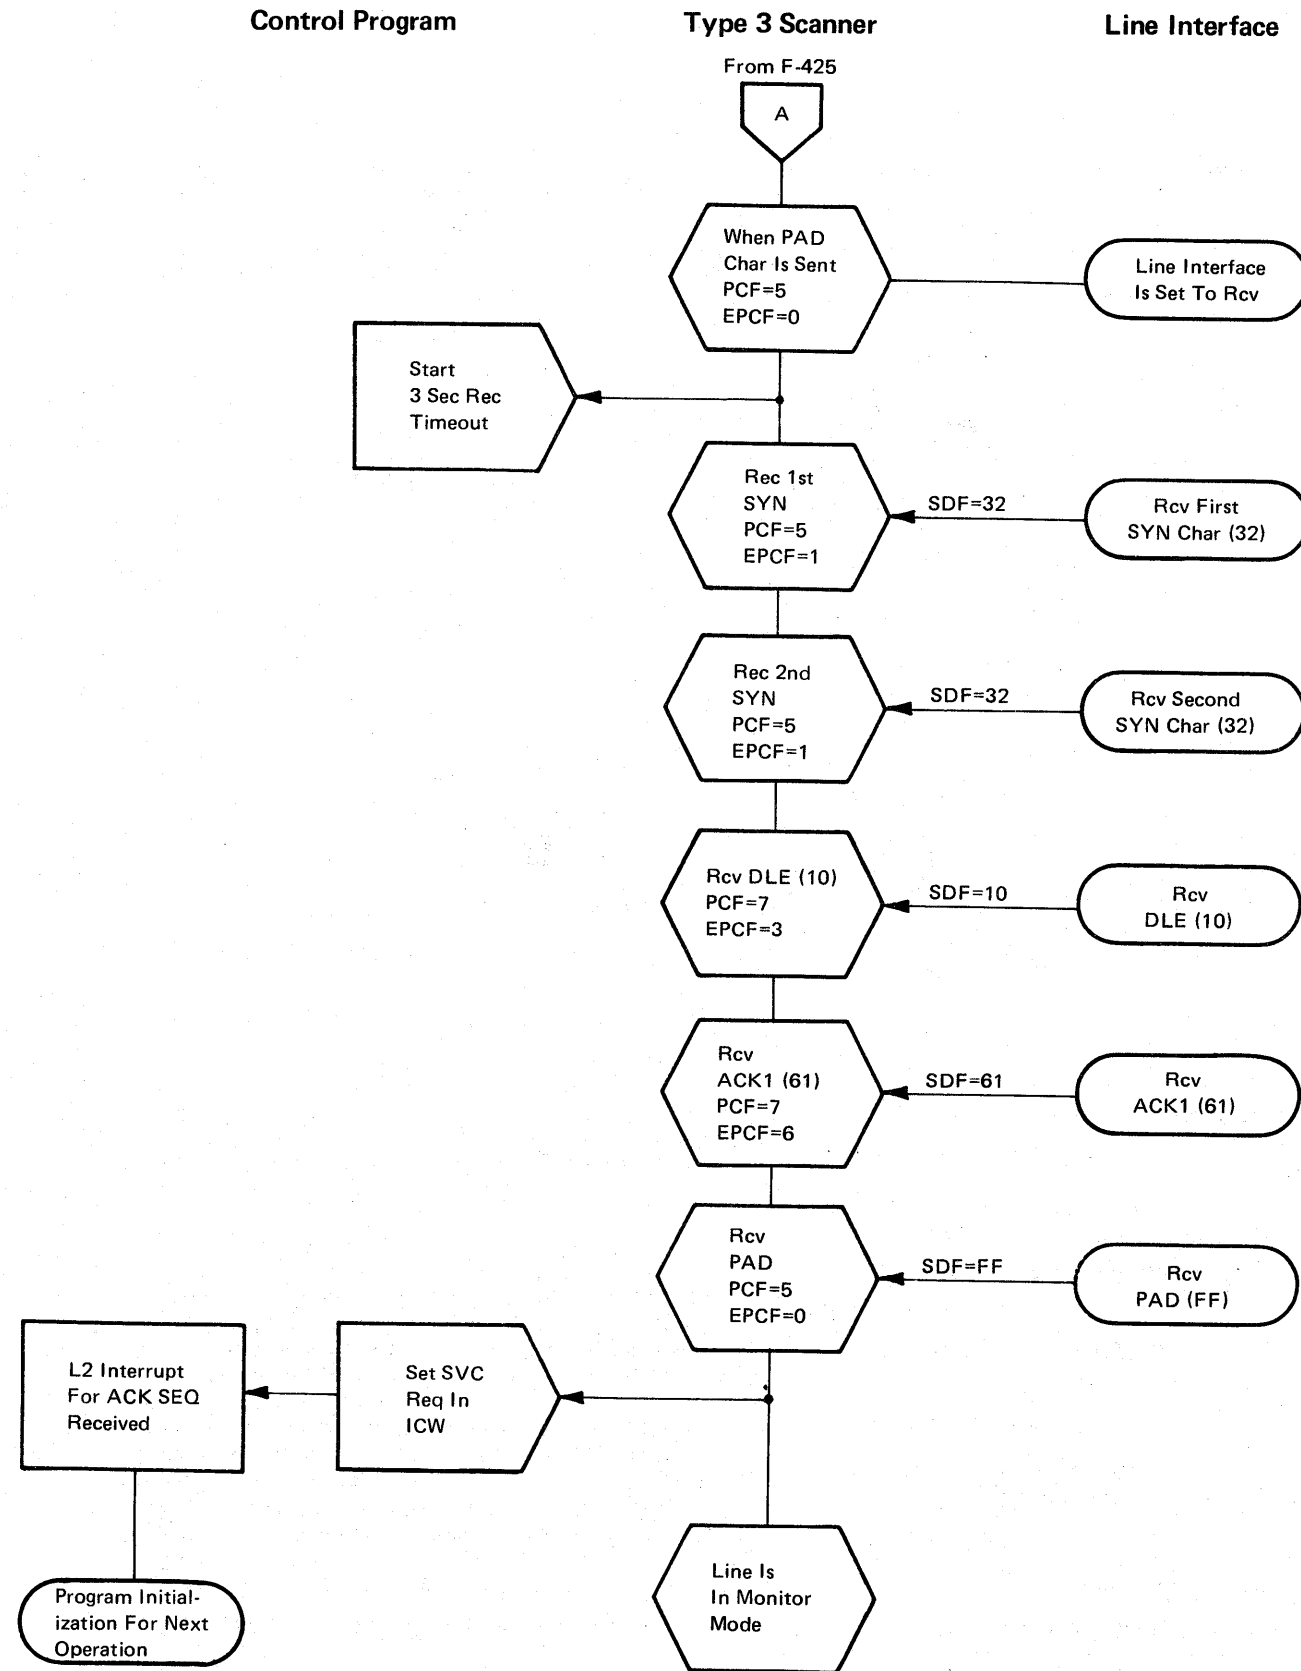 Control Program
Type 3 Scanner
Line Interface
From F-425
A
When PAD
Char Is Sent
PCF=5
EPCF=0
Line Interface
Is Set To Rcv
Start
3 Sec Rec
Timeout
Rec 1st
SYN
PCF=5
EPCF=1
SDF=32
Rcv First
SYN Char (32)
Rec 2nd
SYN
PCF=5
EPCF=1
SDF=32
Rcv Second
SYN Char (32)
Rcv DLE (10)
PCF=7
EPCF=3
SDF=10
Rcv
DLE (10)
Rcv
ACK1 (61)
PCF=7
EPCF=6
SDF=61
Rcv
ACK1 (61)
Rcv
PAD
PCF=5
EPCF=0
SDF=FF
Rcv
PAD (FF)
L2 Interrupt
For ACK SEQ
Received
Set SVC
Req In
ICW
Program Initial-
ization For Next
Operation
Line Is
In Monitor
Mode